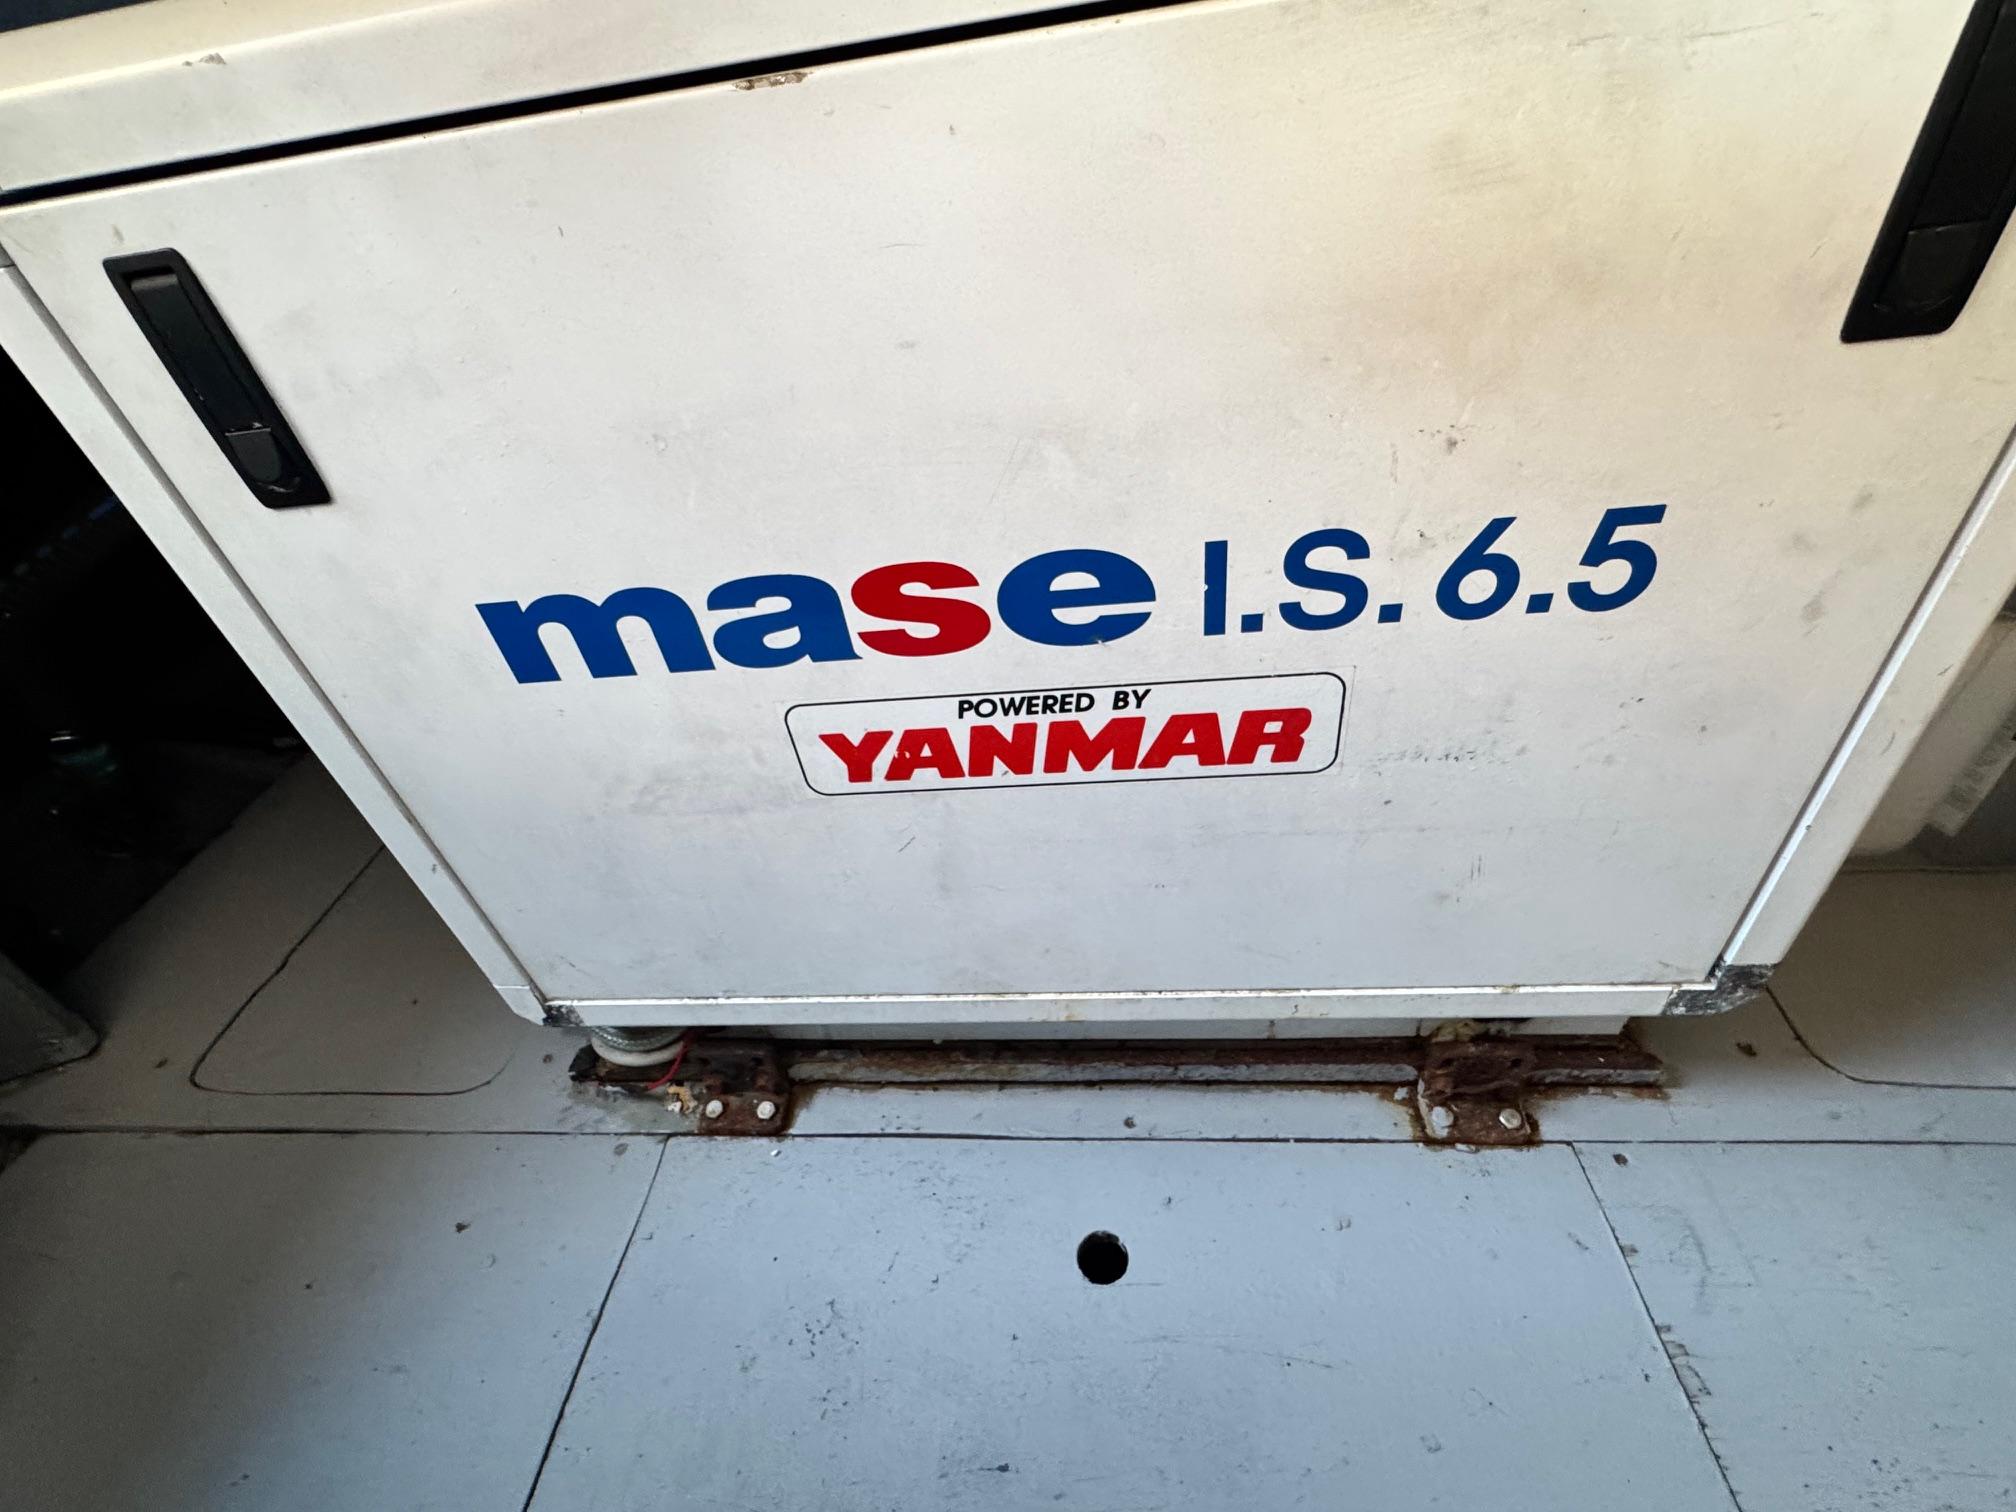 mase I.S. 6.5
POWERED BY
YANMAR